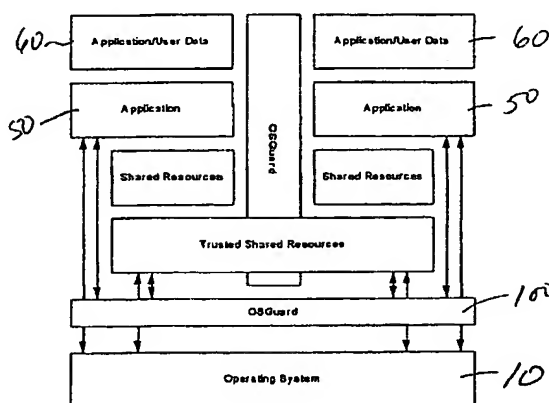 60 Application/User Data Application/User Data 60
50 Application Application 50
OSGuard
Shared Resources Shared Resources
Trusted Shared Resources
OSGuard 100
Operating System 10